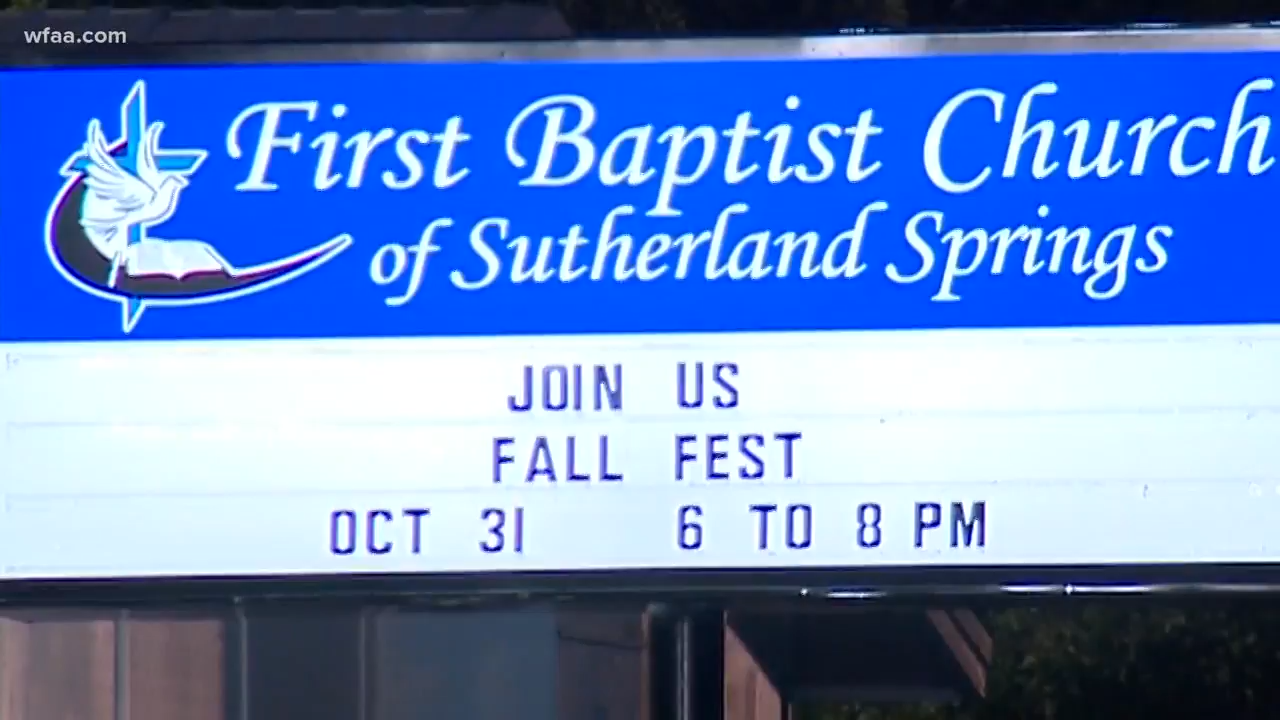 wfaa.com
First Baptist Church
of Sutherland Springs
JOIN US
FALL FEST
OCT 31 6 TO 8 PM